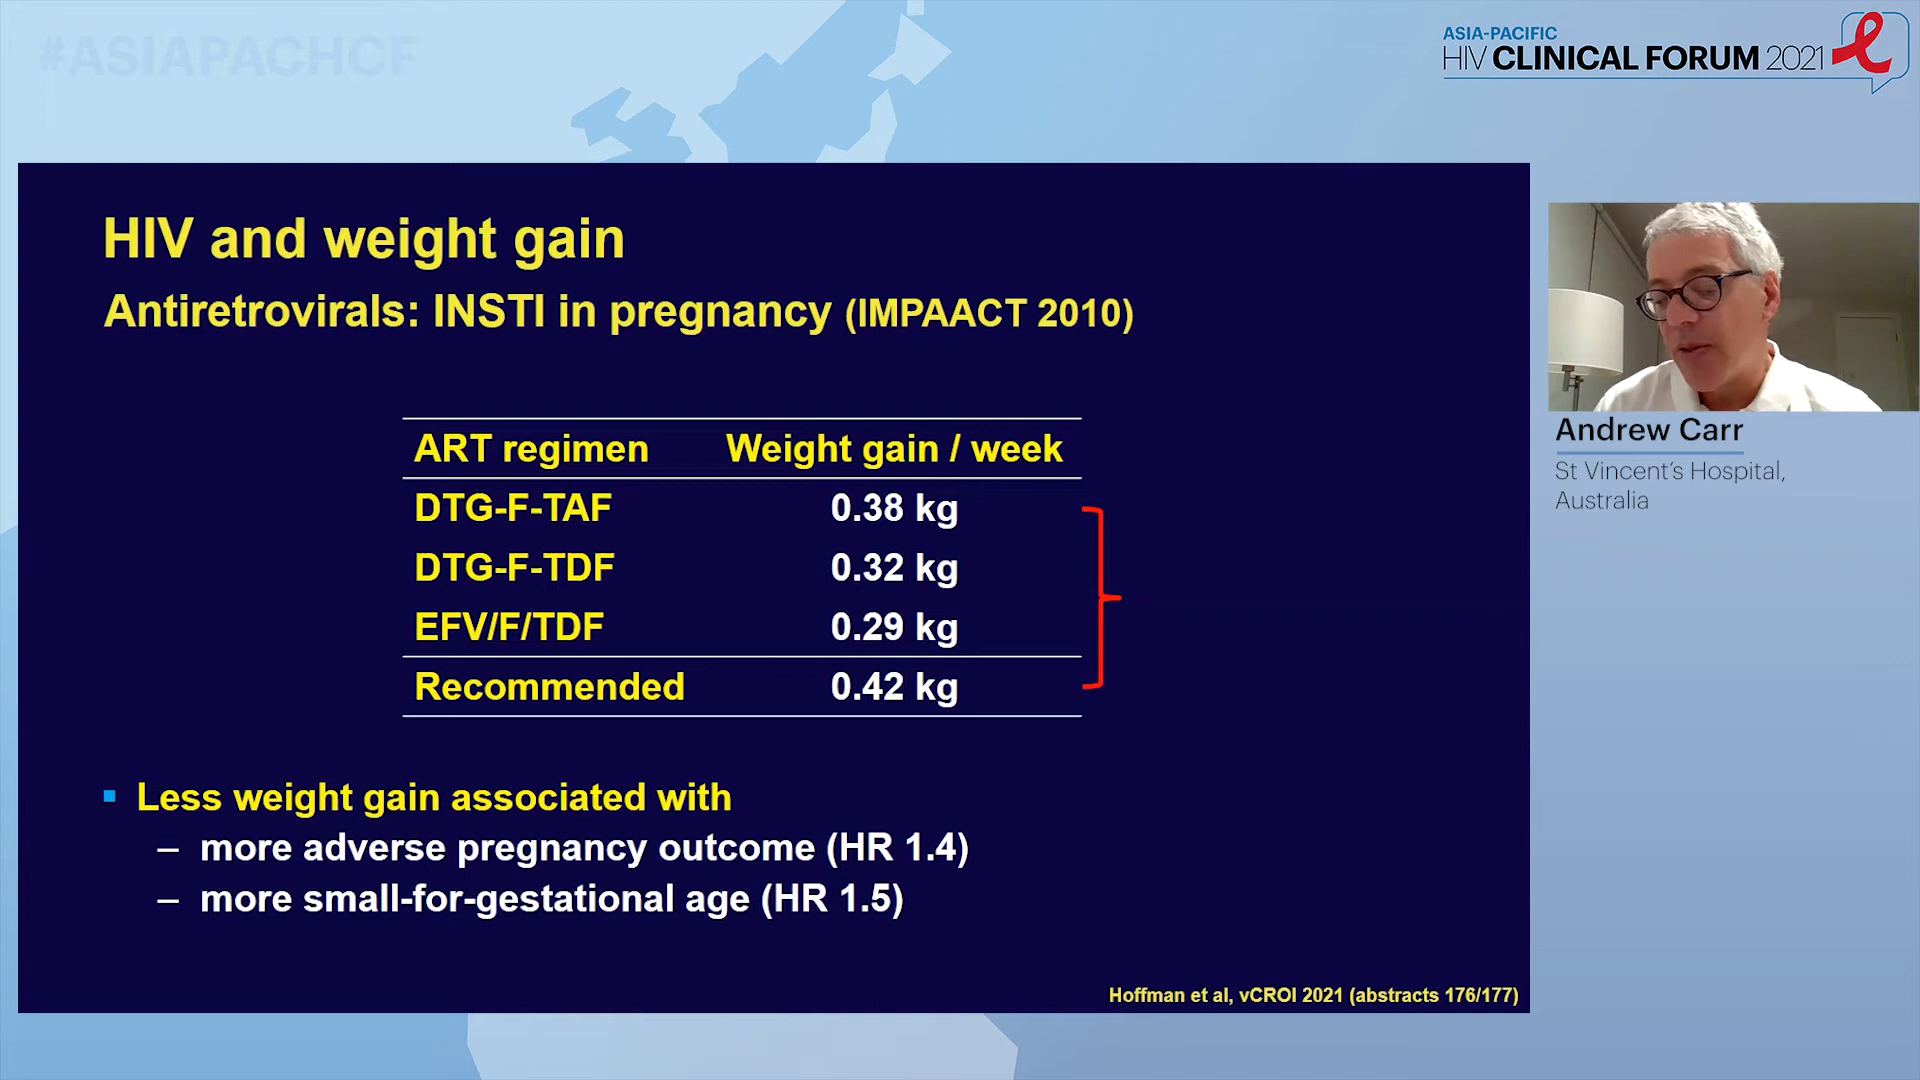 #ASIAPACHCF
ASIA-PACIFIC
HIV CLINICAL FORUM 2021
HIV and weight gain
Antiretrovirals: INSTI in pregnancy (IMPAACT 2010)
ART regimen Weight gain / week
DTG-F-TAF 0.38 kg
DTG-F-TDF 0.32 kg
EFV/F/TDF 0.29 kg
Recommended 0.42 kg
▪ Less weight gain associated with
– more adverse pregnancy outcome (HR 1.4)
– more small-for-gestational age (HR 1.5)
Hoffman et al, vCROI 2021 (abstracts 176/177)
Andrew Carr
St Vincent's Hospital,
Australia